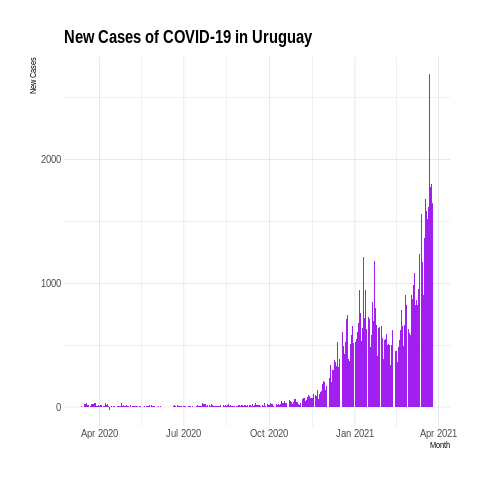 New Cases of COVID-19 in Uruguay
New Cases
2000
1000
0
Apr 2020
Jul 2020
Oct 2020
Jan 2021
Apr 2021
Month